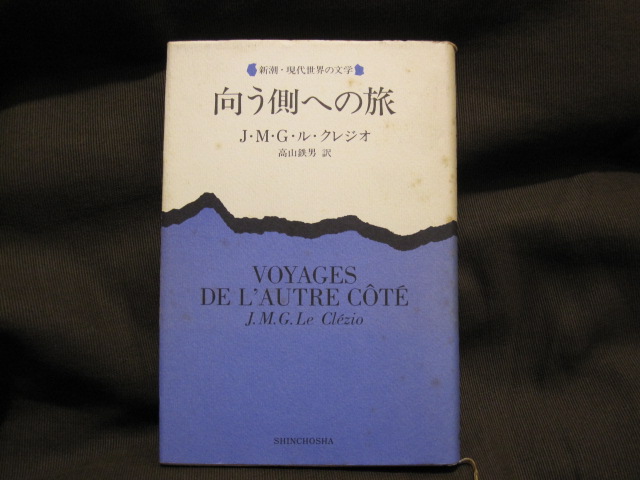 新潮・現代世界の文学
向う側への旅
J・M・G・ル・クレジオ
高山鉄男 訳
VOYAGES
DE L'AUTRE CÔTÉ
J.M.G. Le Clézio
SHINCHOSHA